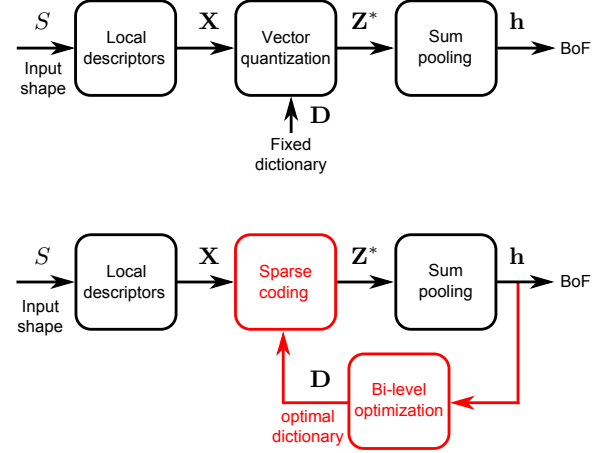 S
X
Z*
h
Input
shape
Local
descriptors
Vector
quantization
Sum
pooling
BoF
D
Fixed
dictionary
S
X
Z*
h
Input
shape
Local
descriptors
Sparse
coding
Sum
pooling
BoF
D
optimal
dictionary
Bi-level
optimization